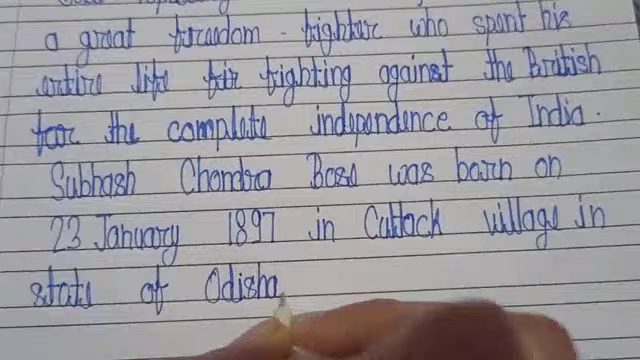 a great freedom - fighter who spent his
entire life for fighting against the British
for the complete independence of India.
Subhash Chandra Bose was born on
23 January 1897 in Cuttack village in
state of Odisha